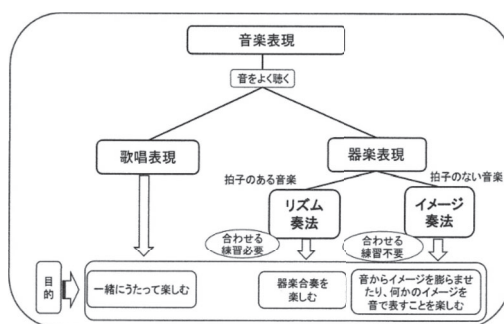 音楽表現
音をよく聴く
歌唱表現
器楽表現
拍子のある音楽
拍子のない音楽
リズム
奏法
イメージ
奏法
合わせる
練習必要
合わせる
練習不要
目的
一緒にうたって楽しむ
器楽合奏を
楽しむ
音からイメージを膨らませ
たり、何かのイメージを
音で表すことを楽しむ